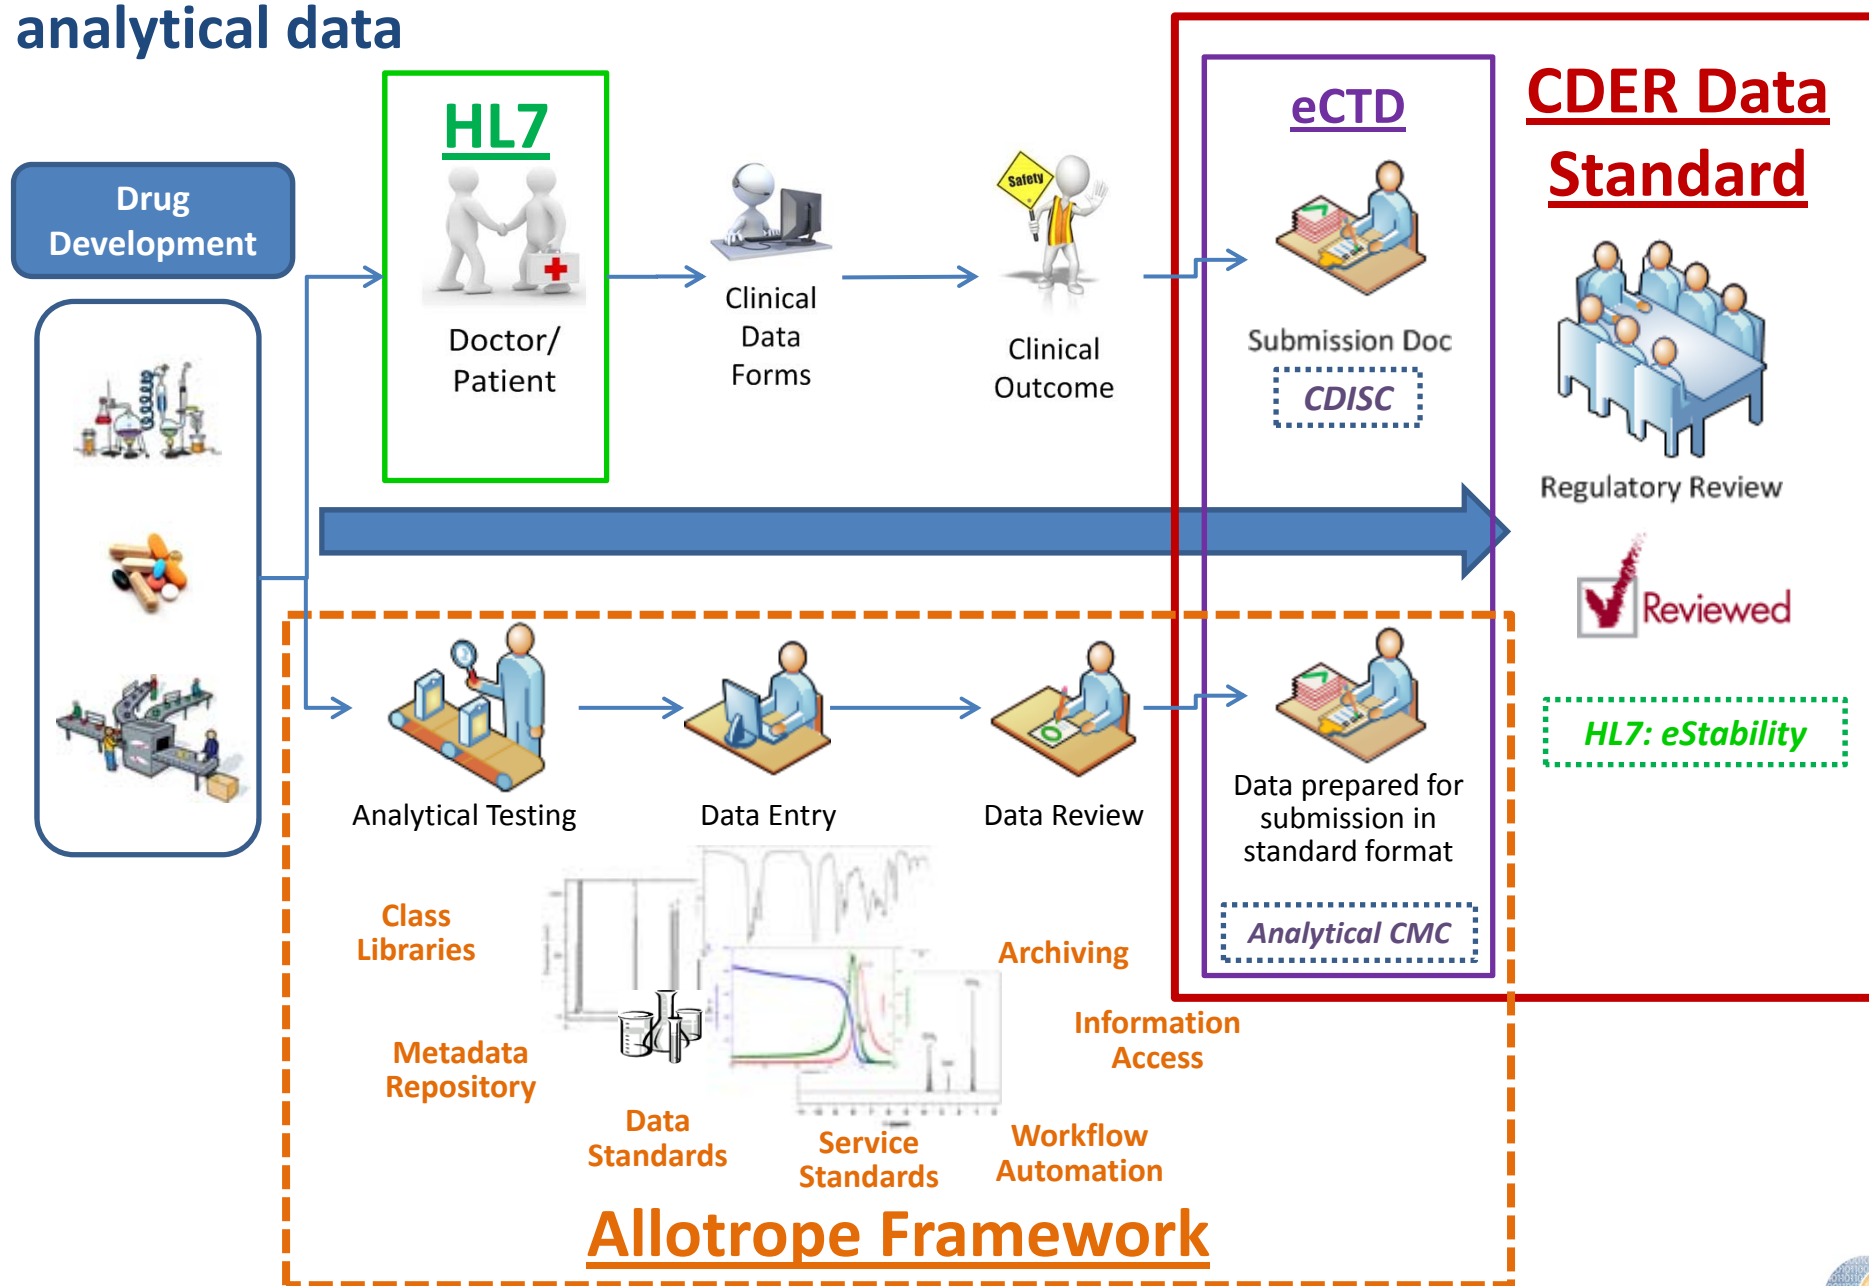 analytical data
HL7
eCTD
CDER Data
Standard
Drug
Development
Safety
Doctor/
Patient
Clinical
Data
Forms
Clinical
Outcome
Submission Doc
CDISC
Regulatory Review
Reviewed
HL7: eStability
Analytical Testing
Data Entry
Data Review
Data prepared for
submission in
standard format
Analytical CMC
Class
Libraries
Archiving
Metadata
Repository
Information
Access
Data
Standards
Service
Standards
Workflow
Automation
Allotrope Framework